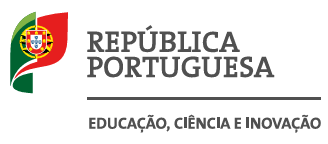 REPÚBLICA
PORTUGUESA
EDUCAÇÃO, CIÊNCIA E INOVAÇÃO